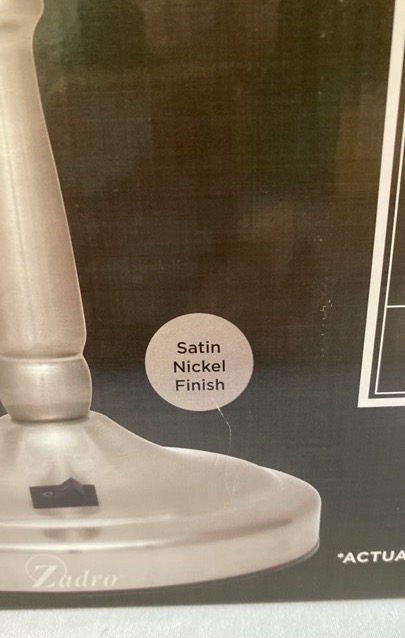 Satin
Nickel
Finish
*ACTUA
Zadro